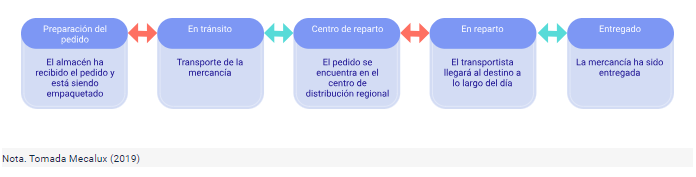 Preparación del
pedido
El almacén ha
recibido el pedido y
está siendo
empaquetado
En tránsito
Transporte de la
mercancía
Centro de reparto
El pedido se
encuentra en el
centro de
distribución regional
En reparto
El transportista
llegará al destino a
lo largo del día
Entregado
La mercancía ha sido
entregada
Nota. Tomada Mecalux (2019)